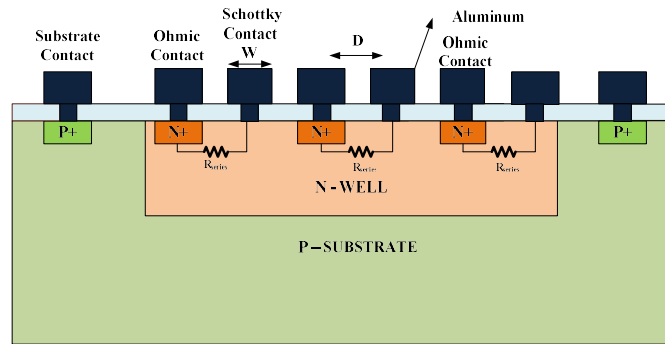 Substrate
Contact
Ohmic
Contact
Schottky
Contact
W
D
Aluminum
Ohmic
Contact
P+
N+
N+
N+
P+
Rseries
Rseries
Rseries
N - WELL
P – SUBSTRATE